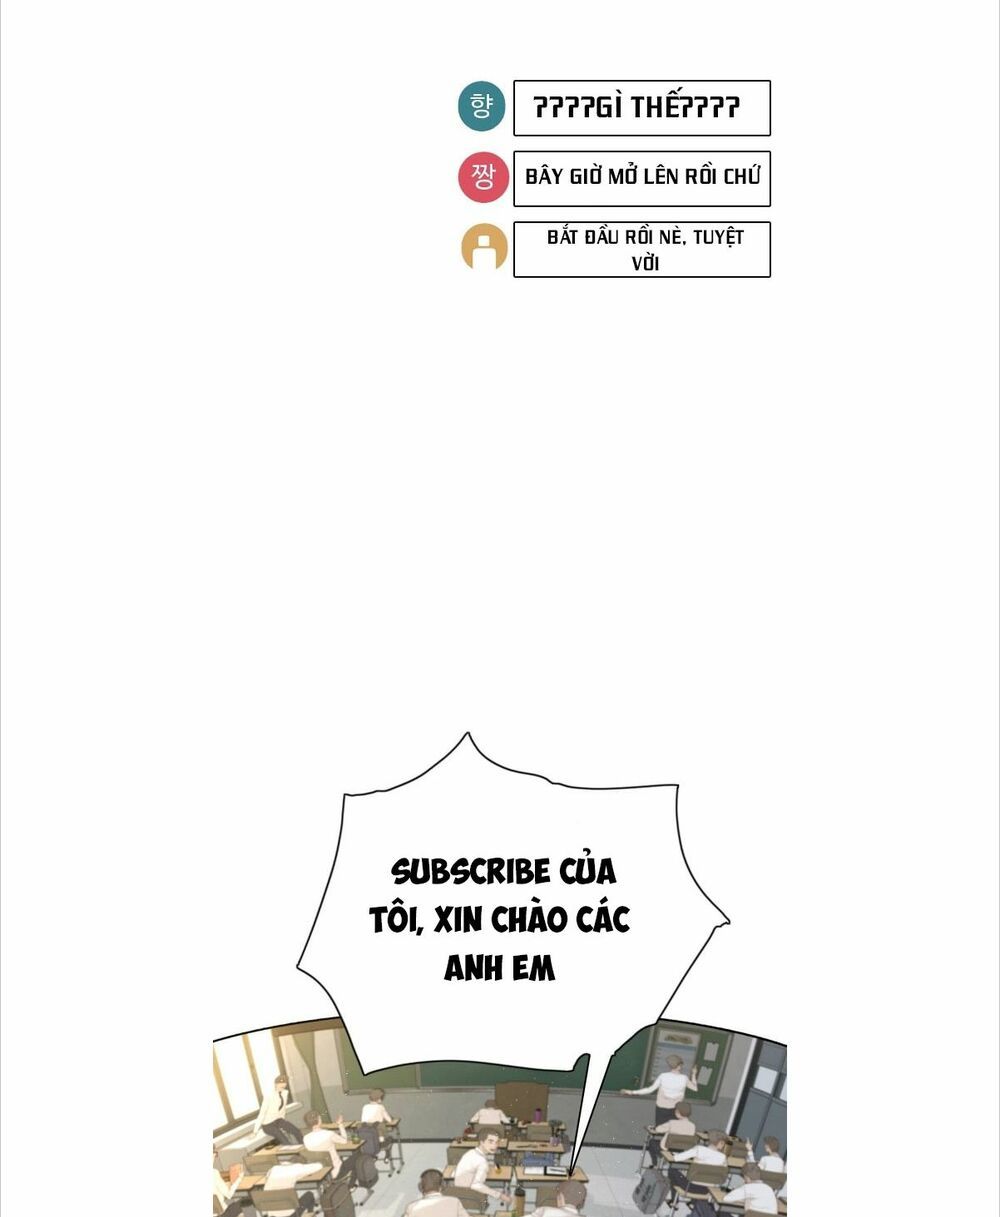 향
????GÌ THẾ????
짱
BÂY GIỜ MỞ LÊN RỒI CHỨ
BẮT ĐẦU RỒI NÈ, TUYỆT
VỜI
SUBSCRIBE CỦA
TÔI, XIN CHÀO CÁC
ANH EM